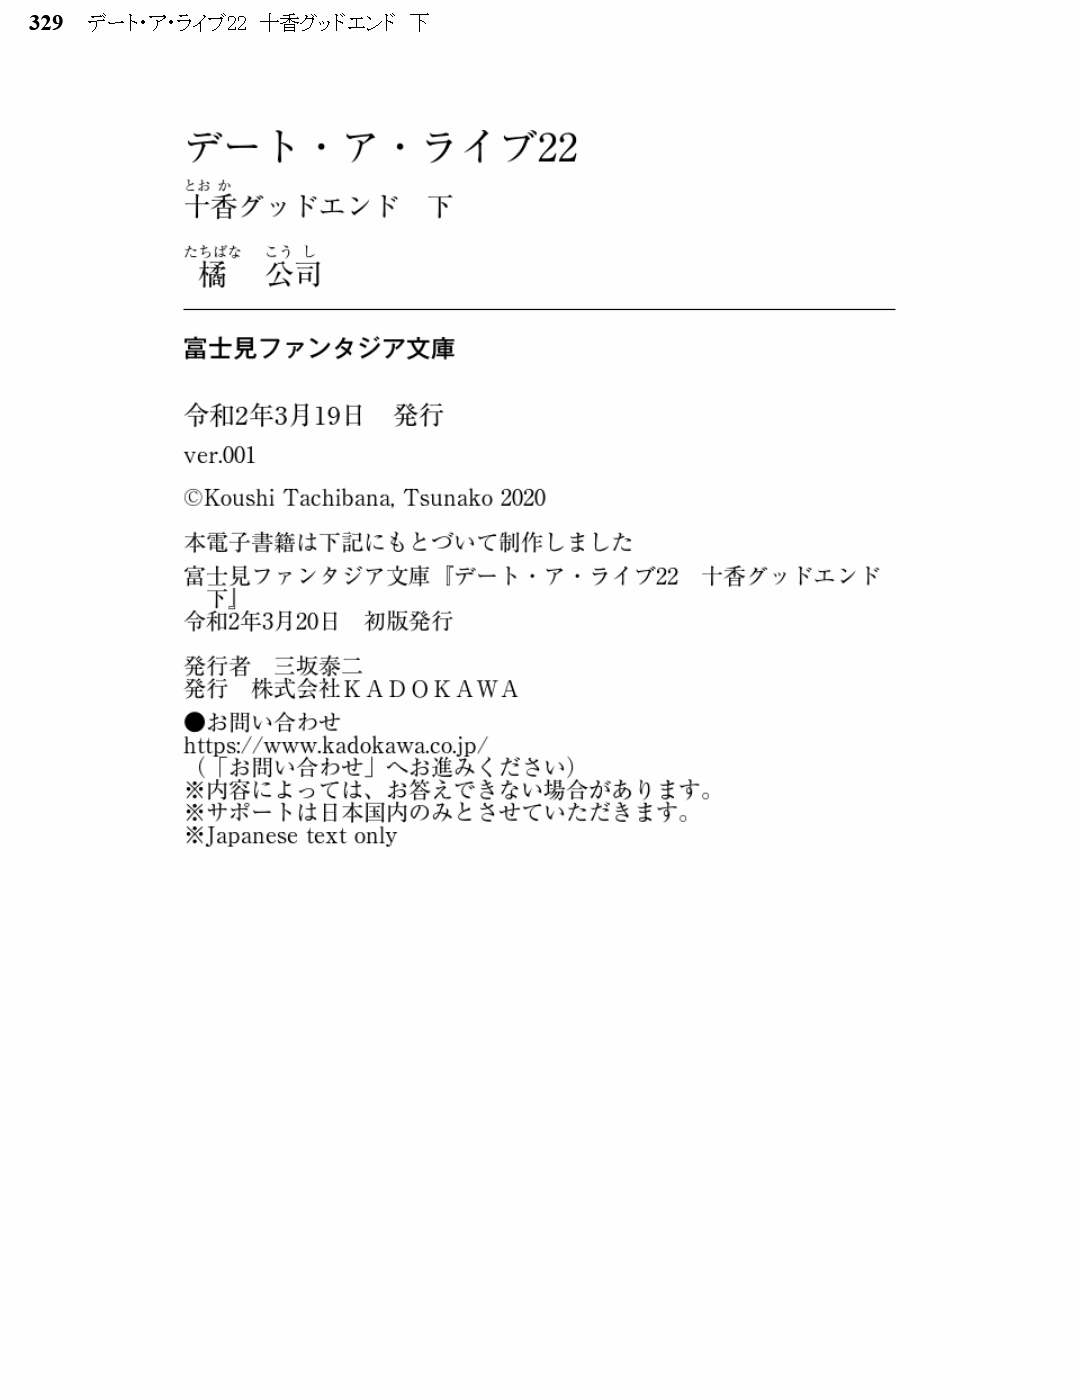 329 デート・ア・ライブ22 十香グッドエンド 下
デート・ア・ライブ22
とおか
十香グッドエンド 下
たちばな こうし
橘 公司
富士見ファンタジア文庫
令和2年3月19日 発行
ver.001
©Koushi Tachibana, Tsunako 2020
本電子書籍は下記にもとづいて制作しました
富士見ファンタジア文庫『デート・ア・ライブ22 十香グッドエンド
下』
令和2年3月20日 初版発行
発行者 三坂泰二
発行 株式会社ＫＡＤＯＫＡＷＡ
●お問い合わせ
https://www.kadokawa.co.jp/
（「お問い合わせ」へお進みください）
※内容によっては、お答えできない場合があります。
※サポートは日本国内のみとさせていただきます。
※Japanese text only